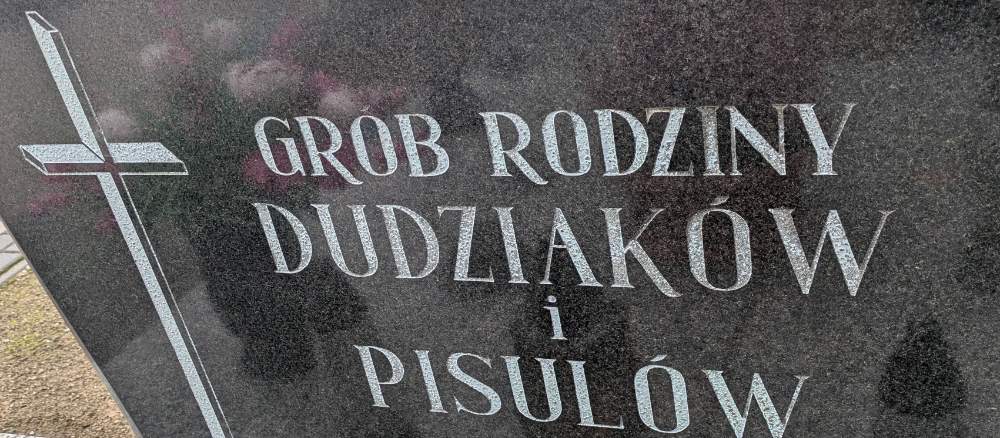 GRÓB RODZINY
DUDZIAKÓW
i
PISULÓW